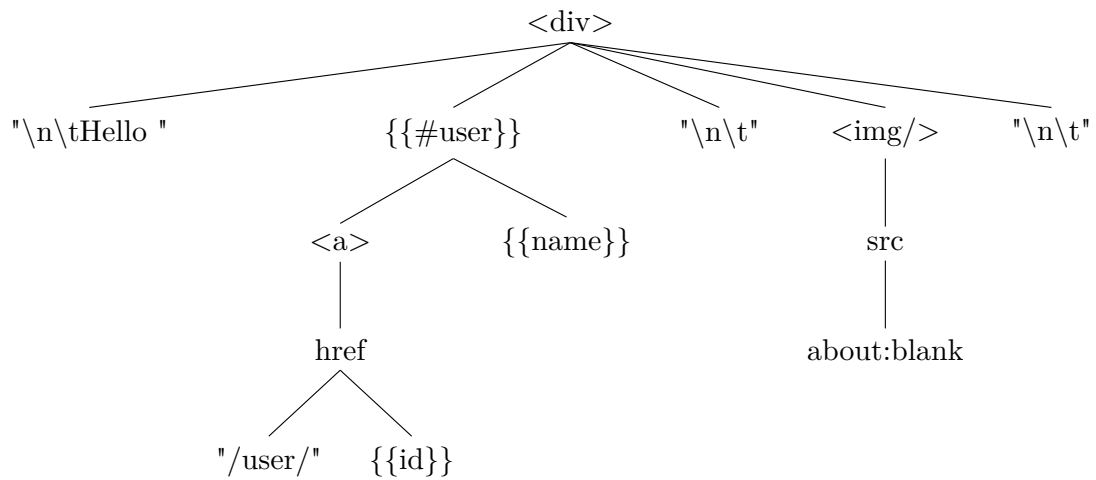 <div>
"\n\tHello " {{#user}} "\n\t" <img/> "\n\t"
<a> {{name}} src
href about:blank
"/user/" {{id}}